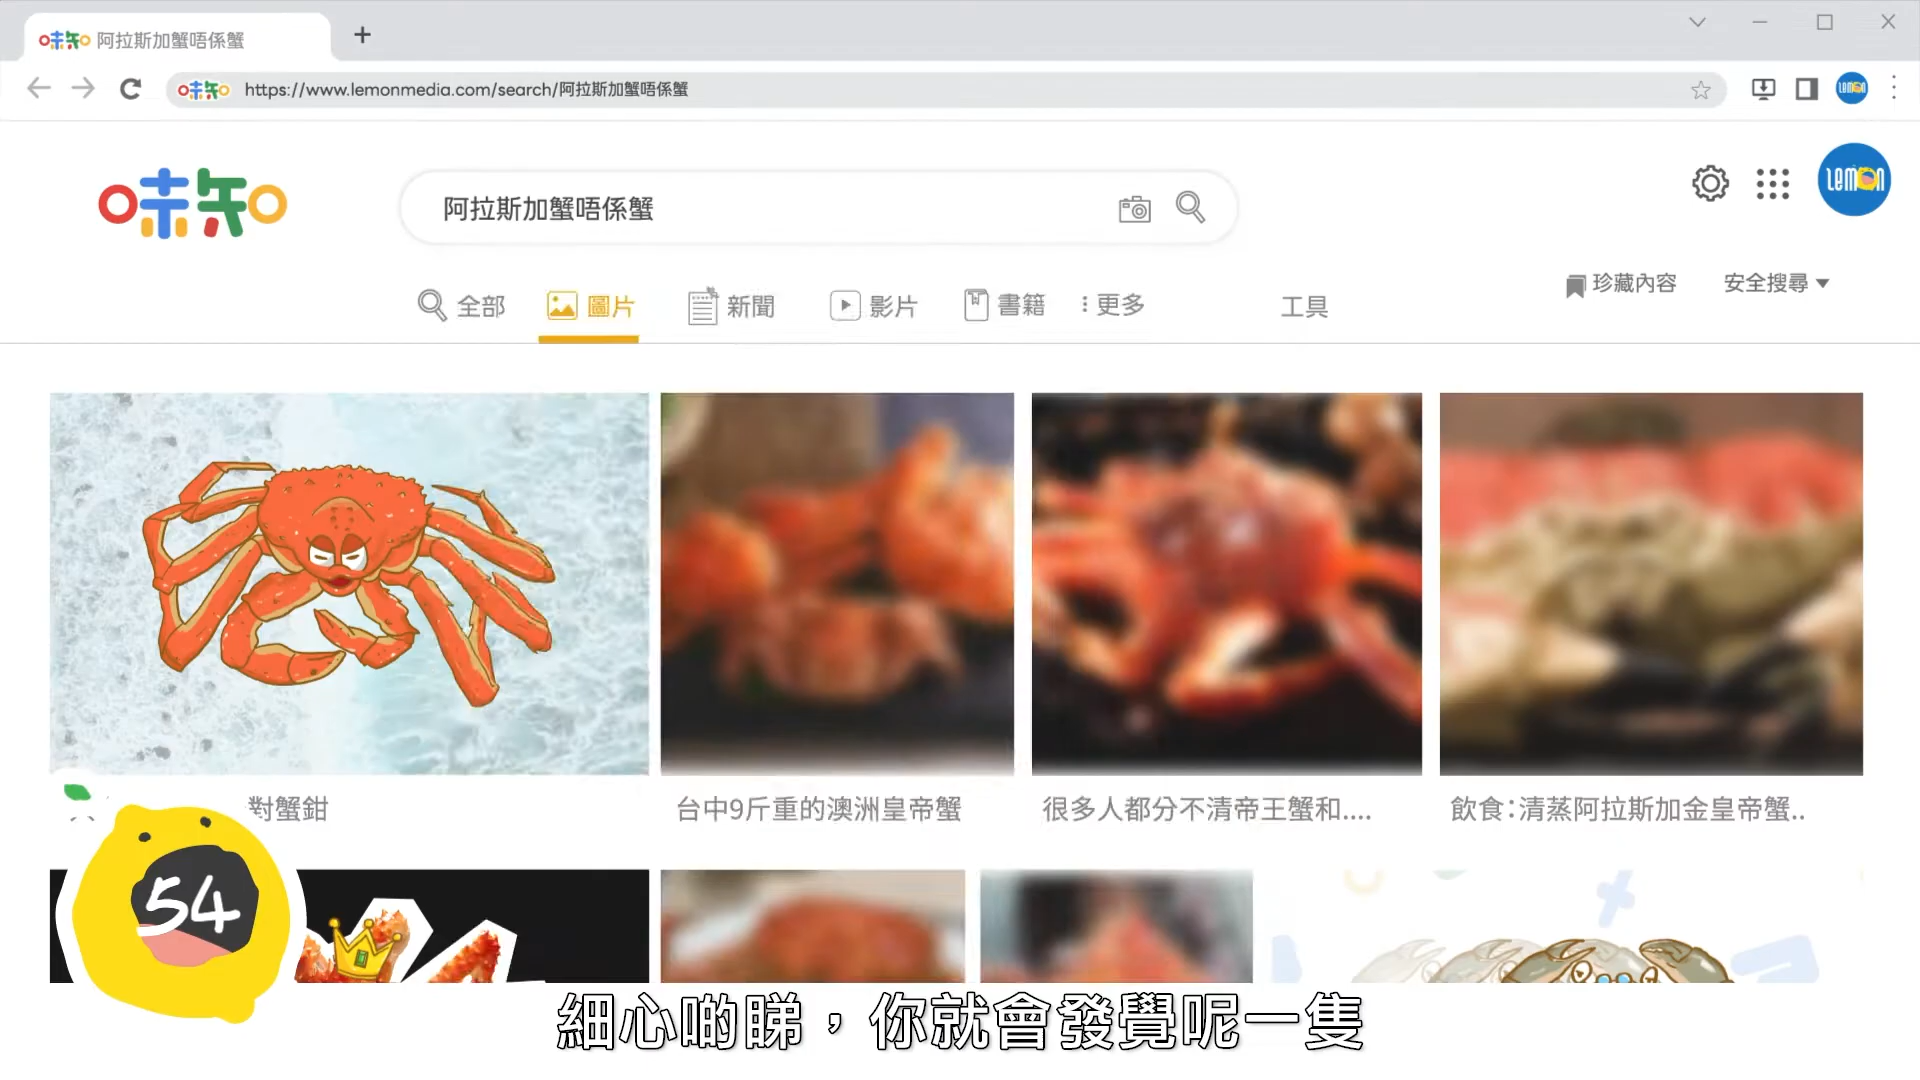 咊知 阿拉斯加蟹唔係蟹
咊知 https://www.lemonmedia.com/search/阿拉斯加蟹唔係蟹
LEMON
咊知
阿拉斯加蟹唔係蟹
LEMON
全部 圖片 新聞 影片 書籍 更多 工具
珍藏內容 安全搜尋
對蟹鉗
台中9斤重的澳洲皇帝蟹
很多人都分不清帝王蟹和....
飲食:清蒸阿拉斯加金皇帝蟹..
54
細心啲睇,你就會發覺呢一隻